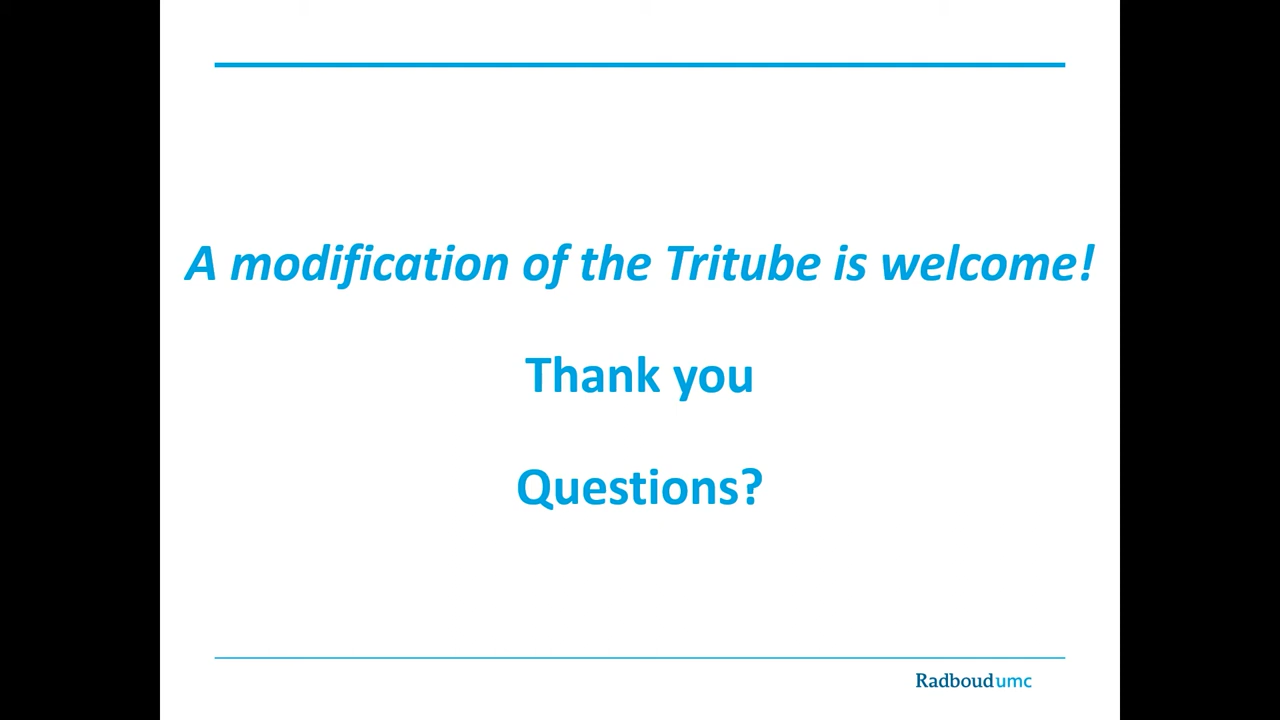 A modification of the Tritube is welcome!
Thank you
Questions?
Radboudumc